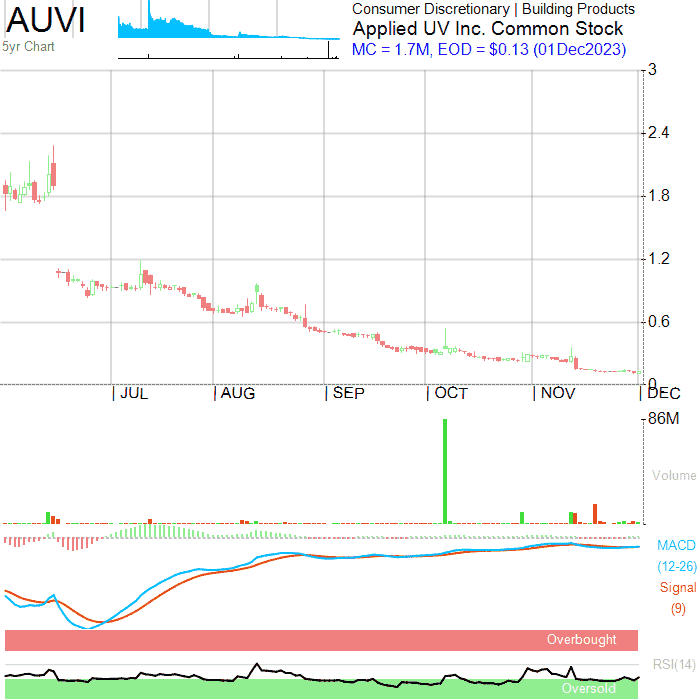 AUVI
5yr Chart
Consumer Discretionary | Building Products
Applied UV Inc. Common Stock
MC = 1.7M, EOD = $0.13 (01Dec2023)
3
2.4
1.8
1.2
0.6
0
| JUL | AUG | SEP | OCT | NOV | DEC
86M
Volume
MACD
(12-26)
Signal
(9)
Overbought
RSI(14)
Oversold